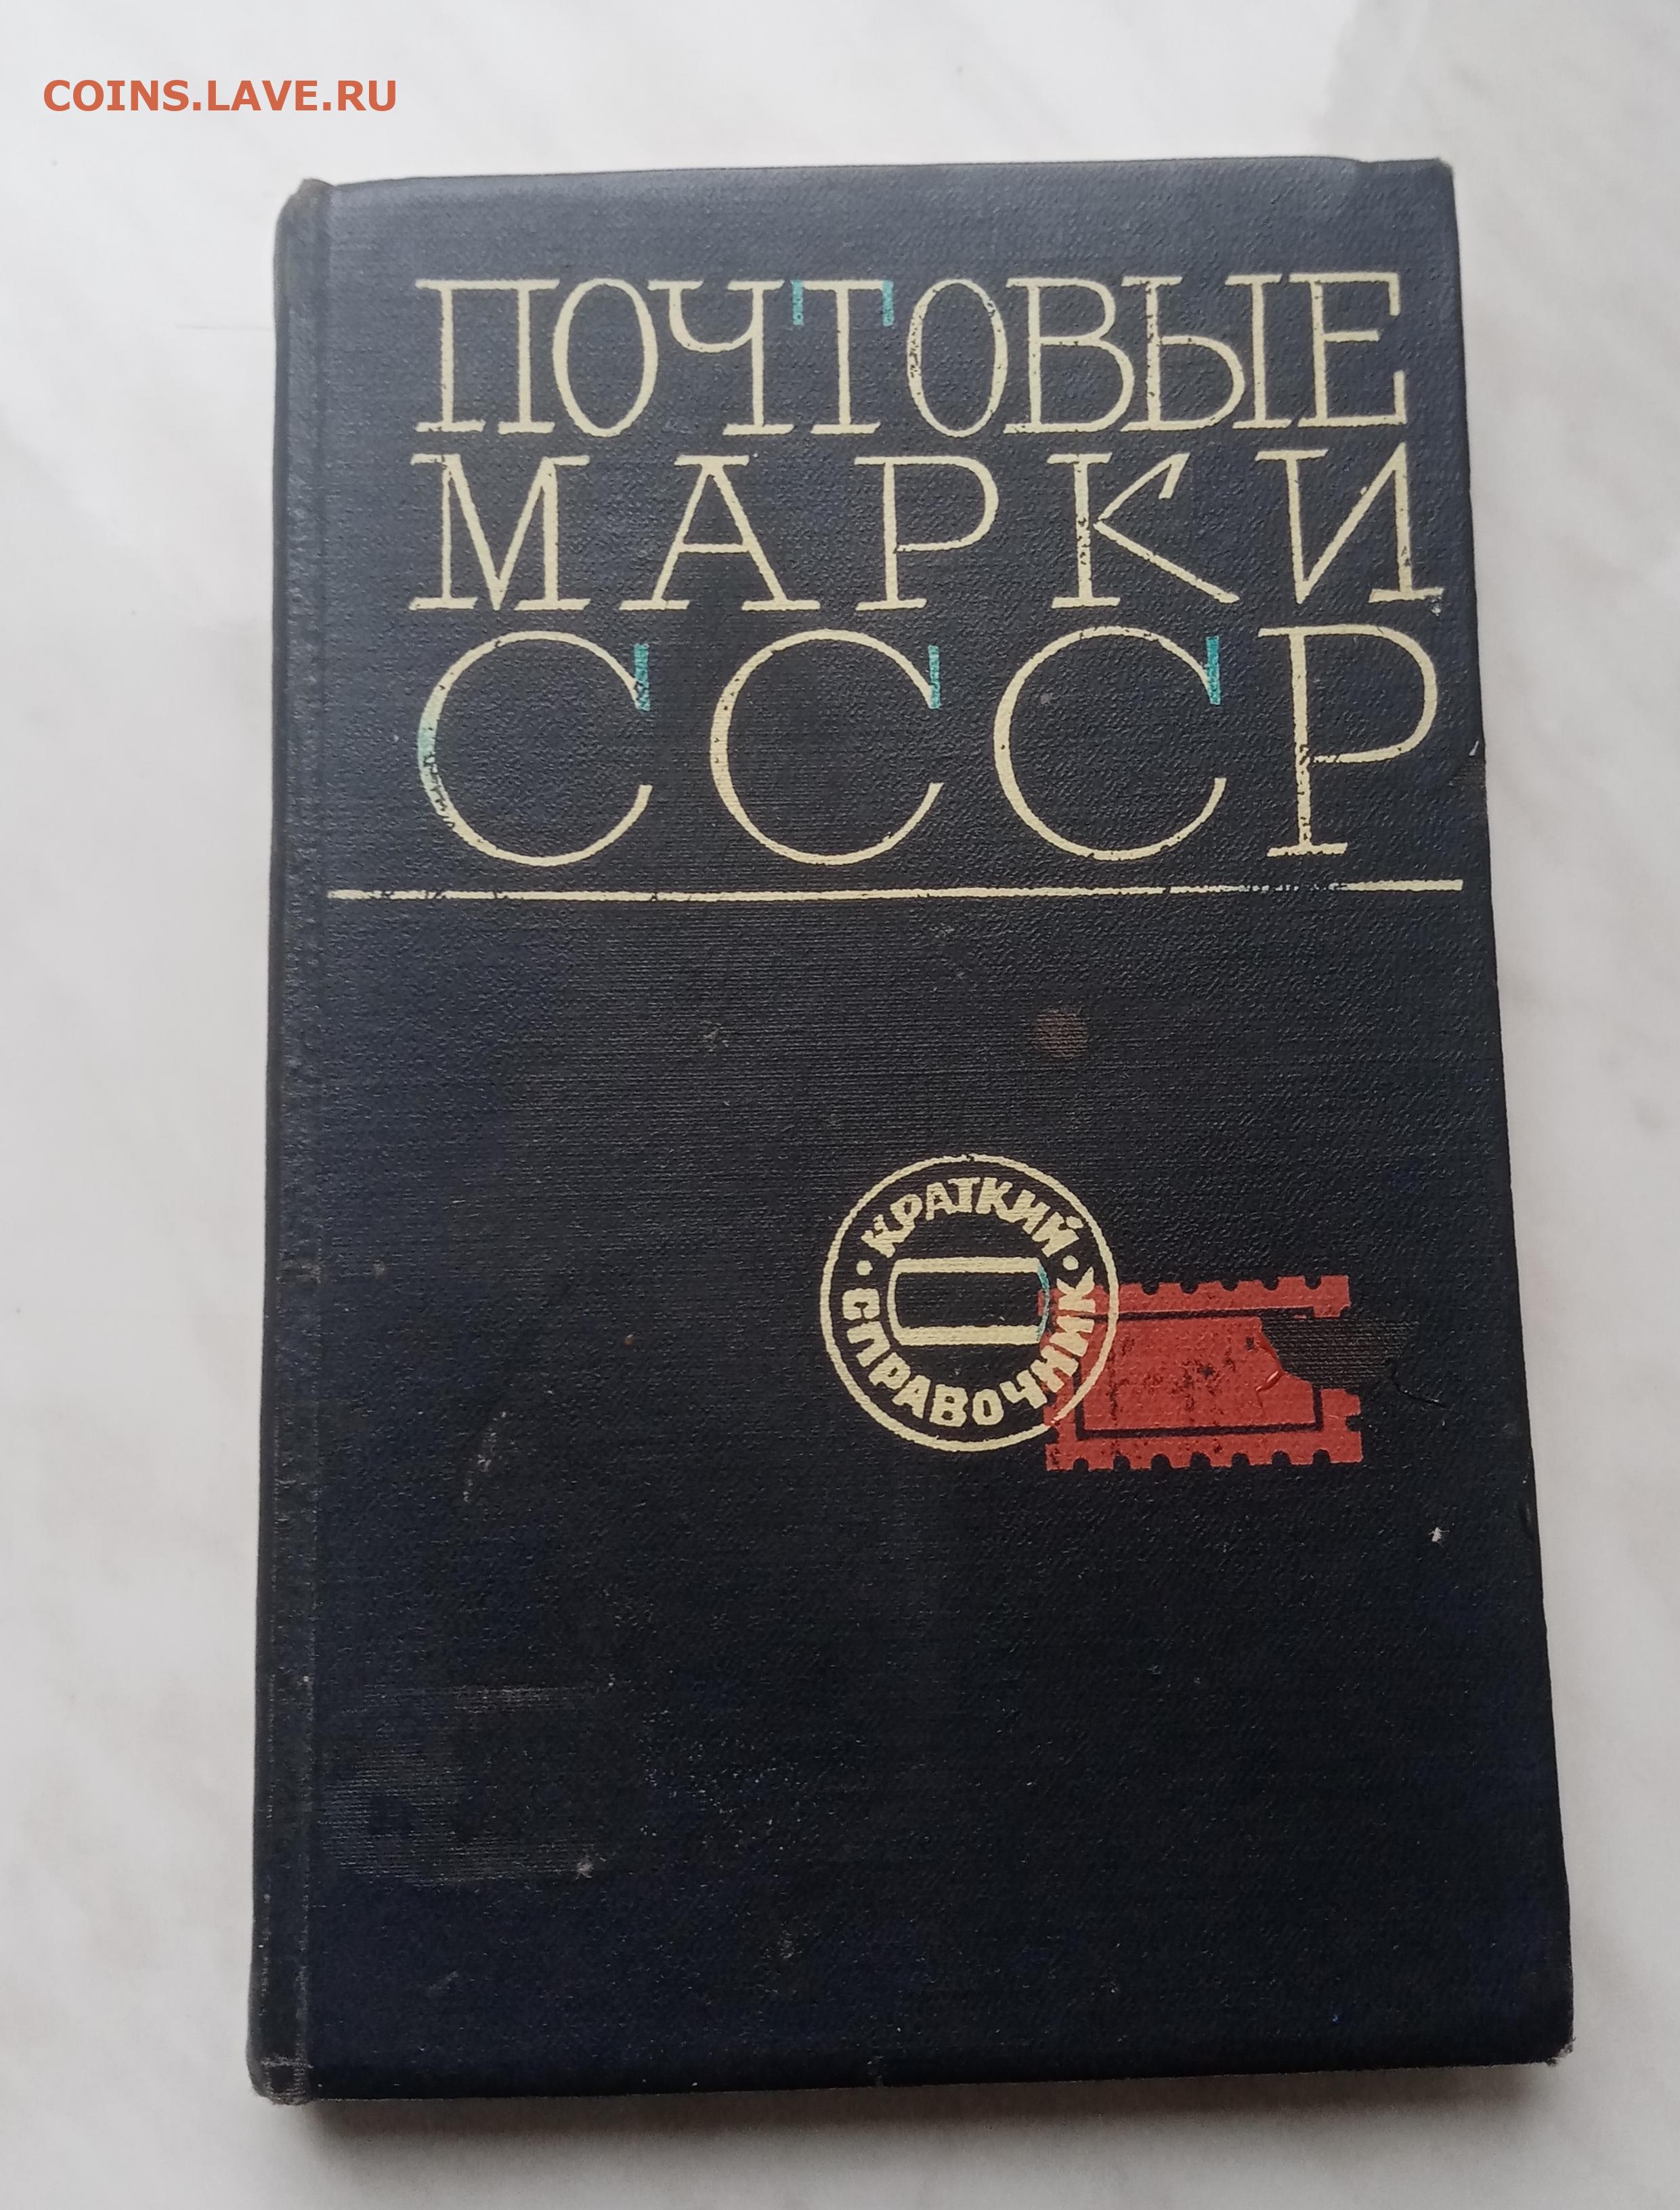 COINS.LAVE.RU
ПОЧТОВЫЕ
МАРКИ
СССР
· КРАТКИЙ ·
СПРАВОЧНИК